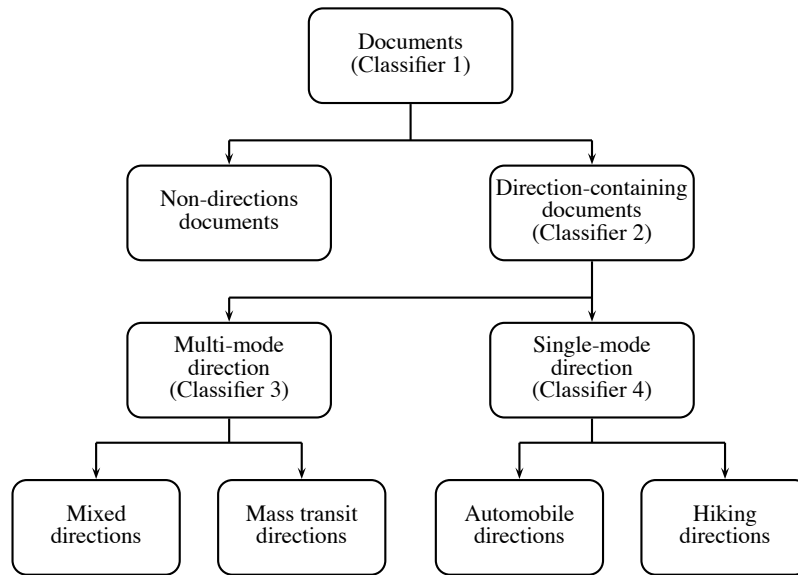 Documents
(Classifier 1)
Non-directions
documents
Direction-containing
documents
(Classifier 2)
Multi-mode
direction
(Classifier 3)
Single-mode
direction
(Classifier 4)
Mixed
directions
Mass transit
directions
Automobile
directions
Hiking
directions